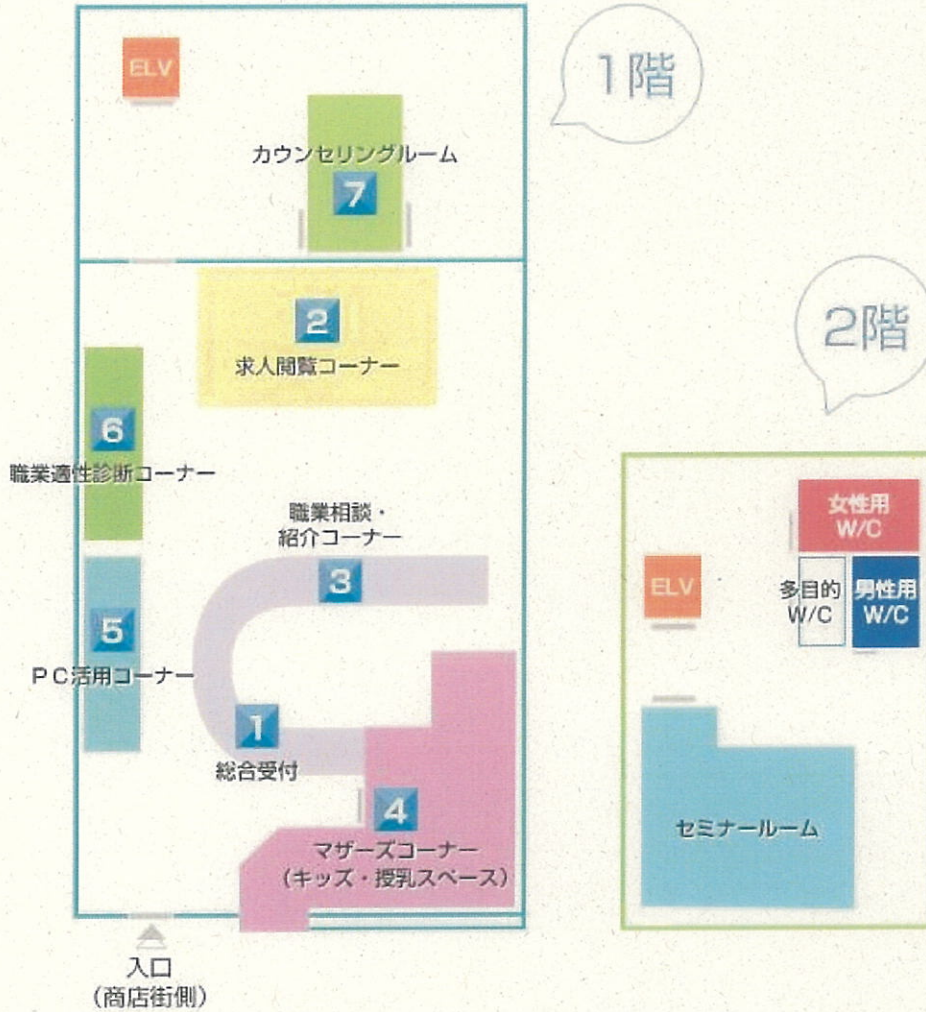 1階
ELV
カウンセリングルーム
7
2
求人閲覧コーナー
6
職業適性診断コーナー
職業相談・
紹介コーナー
3
5
PC活用コーナー
1
総合受付
4
マザーズコーナー
(キッズ・授乳スペース)
入口
(商店街側)
2階
女性用
W/C
ELV
多目的
W/C
男性用
W/C
セミナールーム